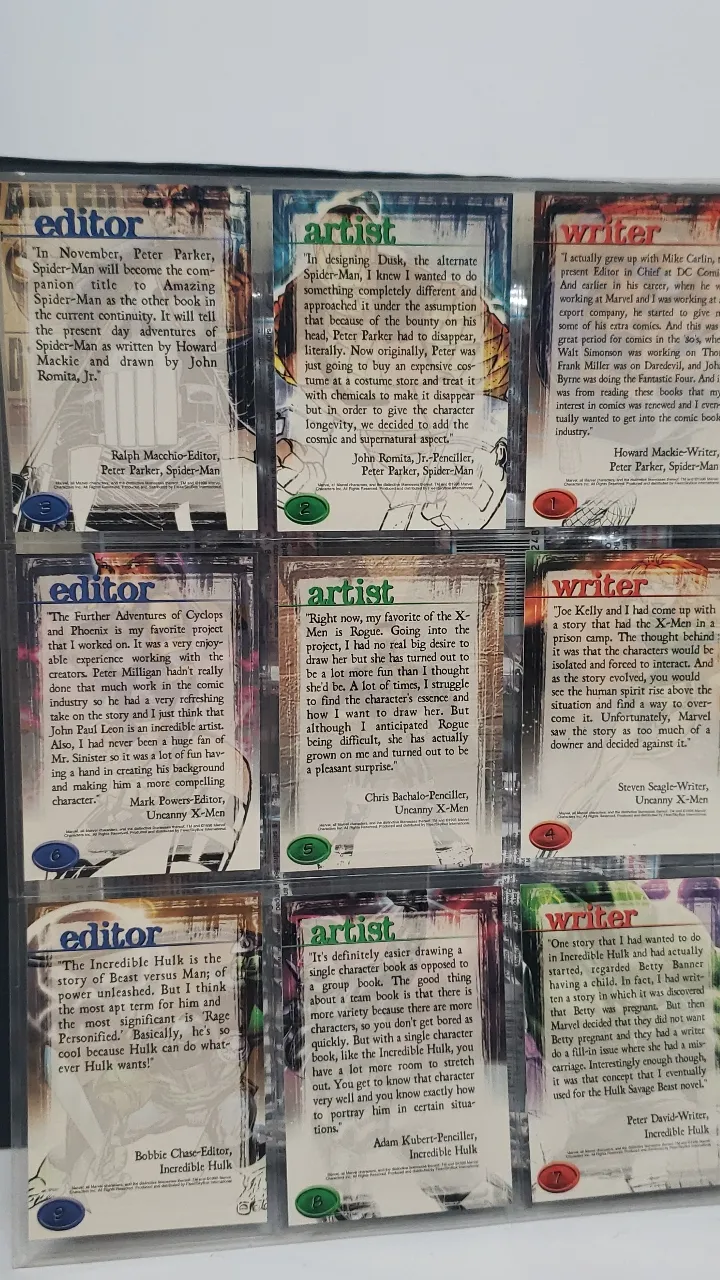 editor
"In November, Peter Parker,
Spider-Man will become the com-
panion title to Amazing
Spider-Man as the other book in
the current continuity. It will tell
the present day adventures of
Spider-Man as written by Howard
Mackie and drawn by John
Romita, Jr."
Ralph Macchio-Editor,
Peter Parker, Spider-Man
3
artist
"In designing Dusk, the alternate
Spider-Man, I knew I wanted to do
something completely different and
approached it under the assumption
that because of the bounty on his
head, Peter Parker had to disappear,
literally. Now originally, Peter was
just going to buy an expensive cos-
tume at a costume store and treat it
with chemicals to make it disappear
but in order to give the character
longevity, we decided to add the
cosmic and supernatural aspect."
John Romita, Jr-Penciller,
Peter Parker, Spider-Man
2
writer
"I actually grew up with Mike Carlin,
present Editor in Chief at DC
And earlier in his career, when he
working at Marvel and I was working at
export company, he started to give
some of his extra comics. And this was
great period for comics in the '80s,
Walt Simonson was working on
Frank Miller was on Daredevil, and
Byrne was doing the Fantastic Four. And
was from reading these books that
interest in comics was renewed and I even-
tually wanted to get into the comic book
industry."
Howard Mackie-Writer,
Peter Parker, Spider-Man
1
editor
"The Further Adventures of Cyclops
and Phoenix is my favorite project
that I worked on. It was a very enjoy-
able experience working with the
creators. Peter Milligan hadn't really
done that much work in the comic
industry so he had a very refreshing
take on the story and I just think that
John Paul Leon is an incredible artist.
Also, I had never been a huge fan of
Mr. Sinister so it was a lot of fun hav-
ing a hand in creating his background
and making him a more compelling
character."
Mark Powers-Editor,
Uncanny X-Men
6
artist
"Right now, my favorite of the X-
Men is Rogue. Going into the
project, I had no real big desire to
draw her but she has turned out to
be a lot more fun than I thought
she'd be. A lot of times, I struggle
to find the character's essence and
how I want to draw her. But
although I anticipated Rogue
being difficult, she has actually
grown on me and turned out to be
a pleasant surprise."
Chris Bachalo-Penciller,
Uncanny X-Men
5
writer
"Joe Kelly and I had come up with
a story that had the X-Men in a
prison camp. The thought behind
it was that the characters would be
isolated and forced to interact. And
as the story evolved, you would
see the human spirit rise above the
situation and find a way to over-
come it. Unfortunately, Marvel
saw the story as too much of a
downer and decided against it."
Steven Seagle-Writer,
Uncanny X-Men
4
editor
"The Incredible Hulk is the
story of Beast versus Man; of
power unleashed. But I think
the most apt term for him and
the most significant is 'Rage
Personified.' Basically, he's so
cool because Hulk can do what-
ever Hulk wants!"
Bobbie Chase-Editor,
Incredible Hulk
9
artist
"It's definitely easier drawing a
single character book as opposed to
a group book. The good thing
about a team book is that there is
more variety because there are more
characters, so you don't get bored as
quickly. But with a single character
book, like the Incredible Hulk, you
have a lot more room to stretch
out. You get to know that character
very well and you know exactly how
to portray him in certain situa-
tions."
Adam Kubert-Penciller,
Incredible Hulk
8
writer
"One story that I had wanted to do
in Incredible Hulk and had actually
started, regarded Betty Banner
having a child. In fact, I had writ-
ten a story in which it was discovered
that Betty was pregnant. But then
Marvel decided that they did not want
Betty pregnant and they had a writer
do a fill-in issue where she had a mis-
carriage. Interestingly enough though,
it was that concept that I eventually
used for the Hulk Savage Beast novel."
Peter David-Writer,
Incredible Hulk
7